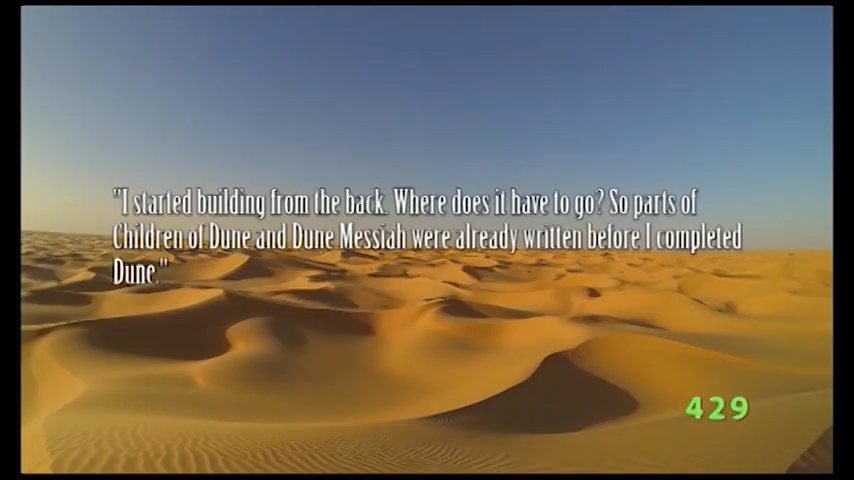 "I started building from the back. Where does it have to go? So parts of
Children of Dune and Dune Messiah were already written before I completed
Dune."
429